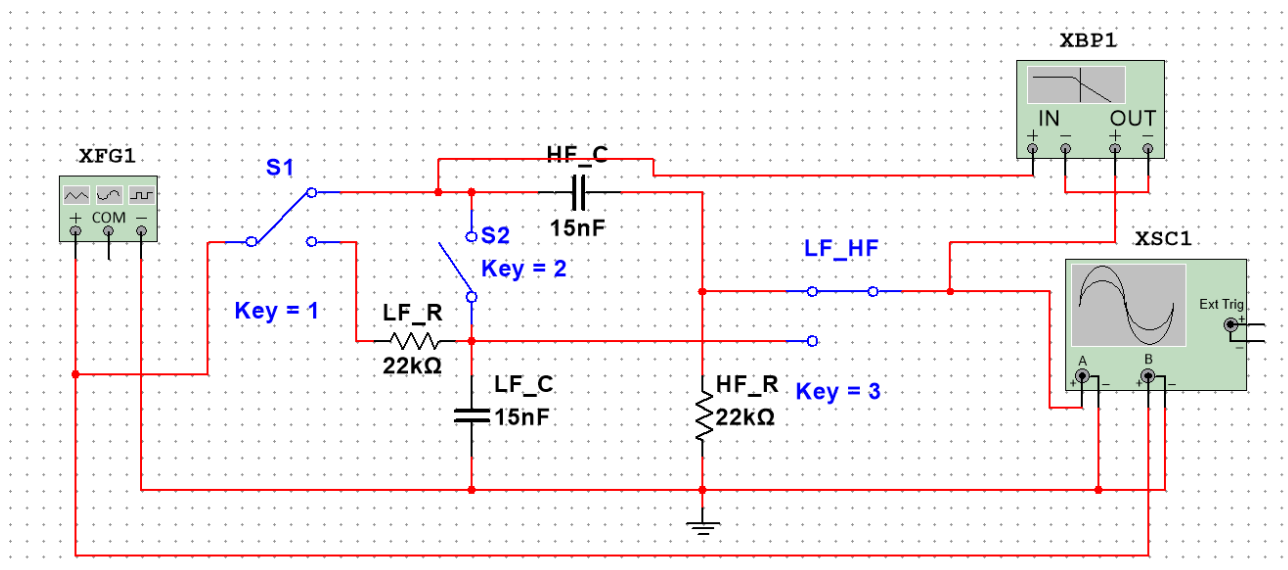 XBP1
IN OUT
+ − + −
XFG1
+ COM −
S1
HF_C
15nF
S2
Key = 2
XSC1
LF_HF
Ext Trig
+
−
Key = 1
LF_R
22kΩ
A B
+ − + −
LF_C
15nF
HF_R
22kΩ
Key = 3